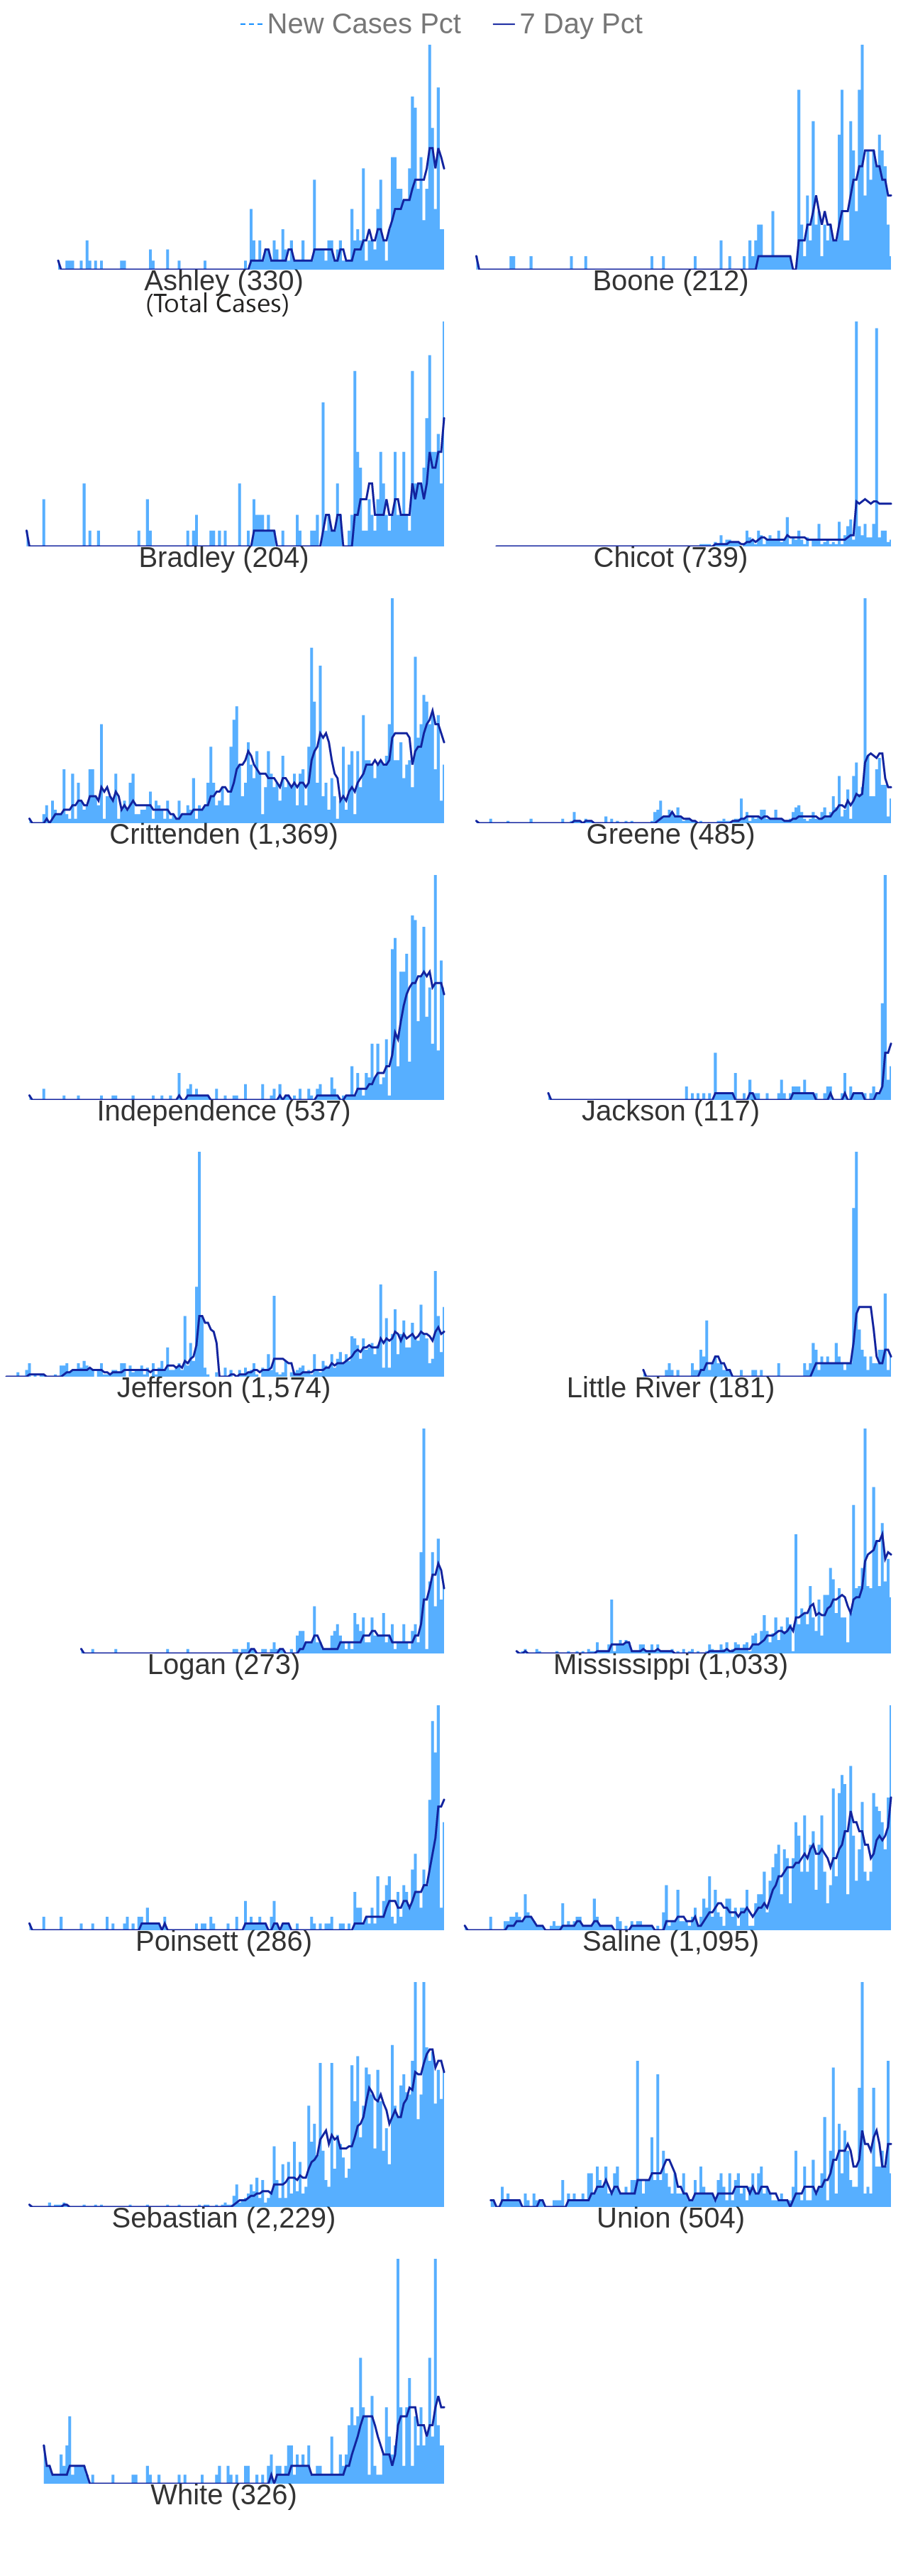 New Cases Pct 7 Day Pct
Ashley (330) Boone (212)
(Total Cases)
Bradley (204) Chicot (739)
Crittenden (1,369) Greene (485)
Independence (537) Jackson (117)
Jefferson (1,574) Little River (181)
Logan (273) Mississippi (1,033)
Poinsett (286) Saline (1,095)
Sebastian (2,229) Union (504)
White (326)